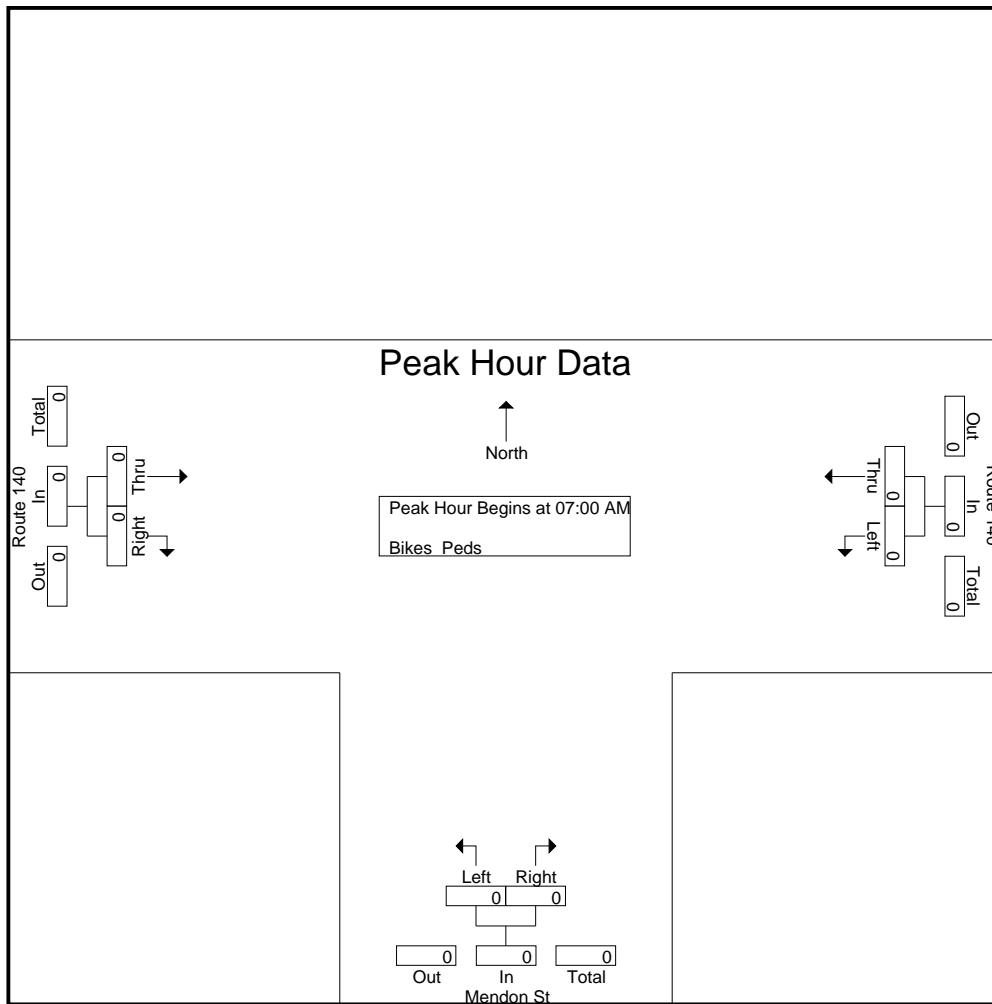 Peak Hour Data
North
Peak Hour Begins at 07:00 AM
Bikes Peds
Route 140
Total
0
In
0
Out
0
Thru
0
Right
0
Route 140
Out
0
In
0
Total
0
Thru
0
Left
0
Left Right
0 0
0 0 0
Out In Total
Mendon St